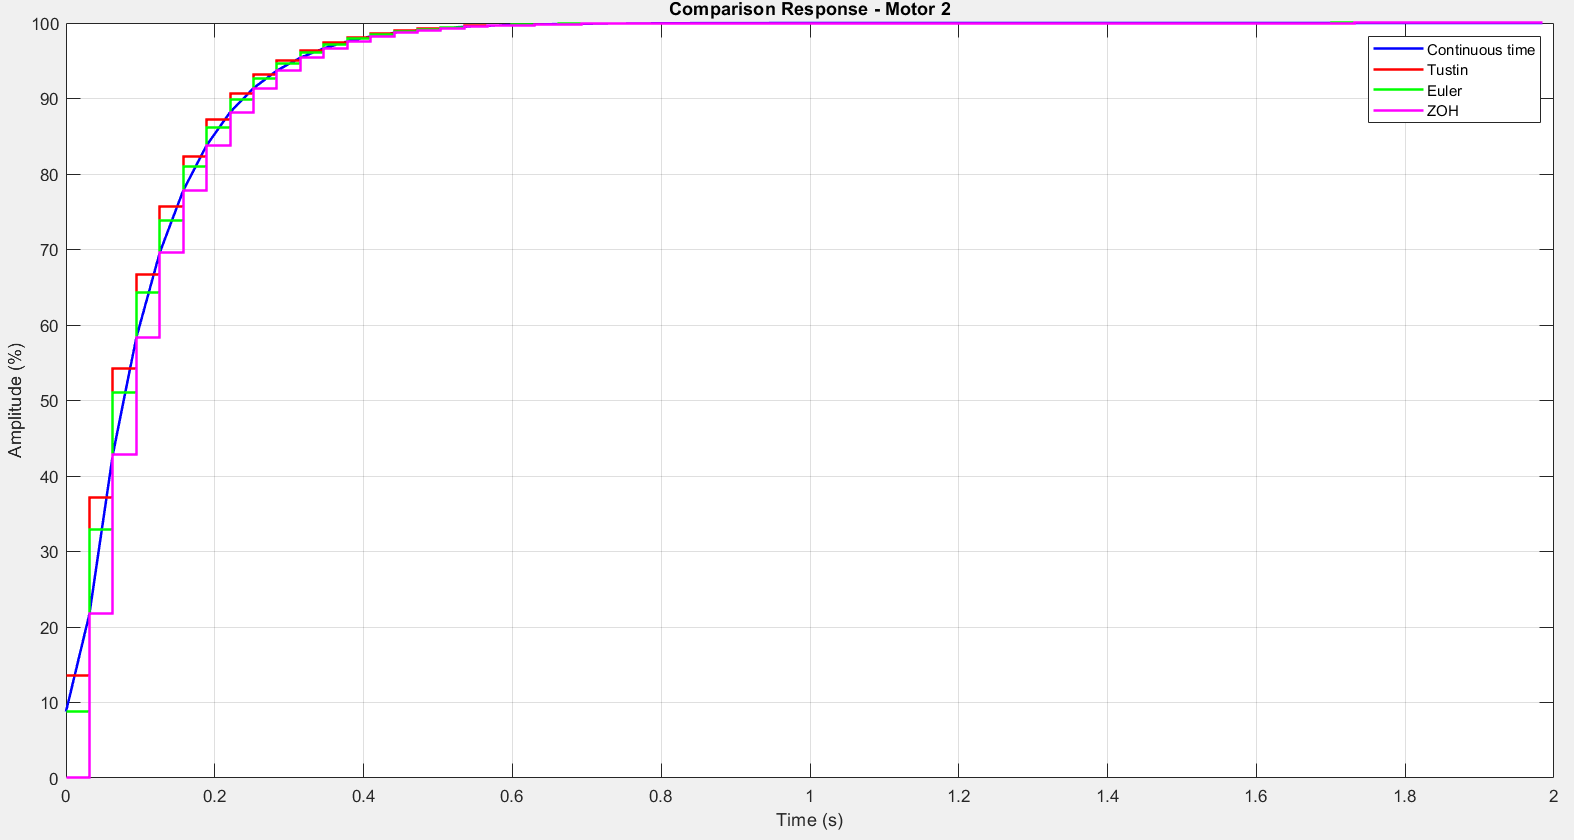 Comparison Response - Motor 2
Continuous time
Tustin
Euler
ZOH
Amplitude (%)
100
90
80
70
60
50
40
30
20
10
0
0 0.2 0.4 0.6 0.8 1 1.2 1.4 1.6 1.8 2
Time (s)